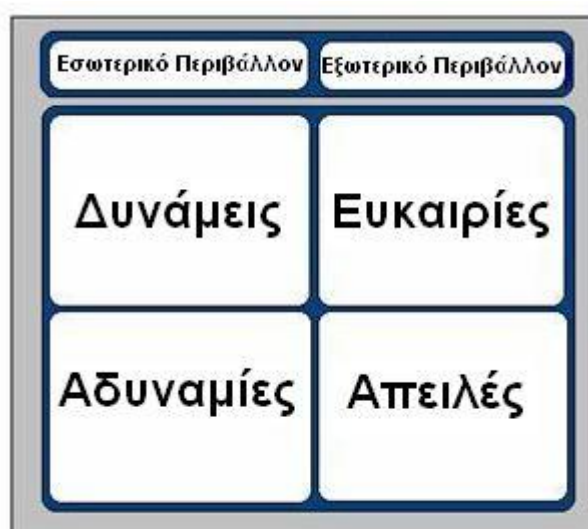 Εσωτερικό Περιβάλλον Εξωτερικό Περιβάλλον
Δυνάμεις Ευκαιρίες
Αδυναμίες Απειλές